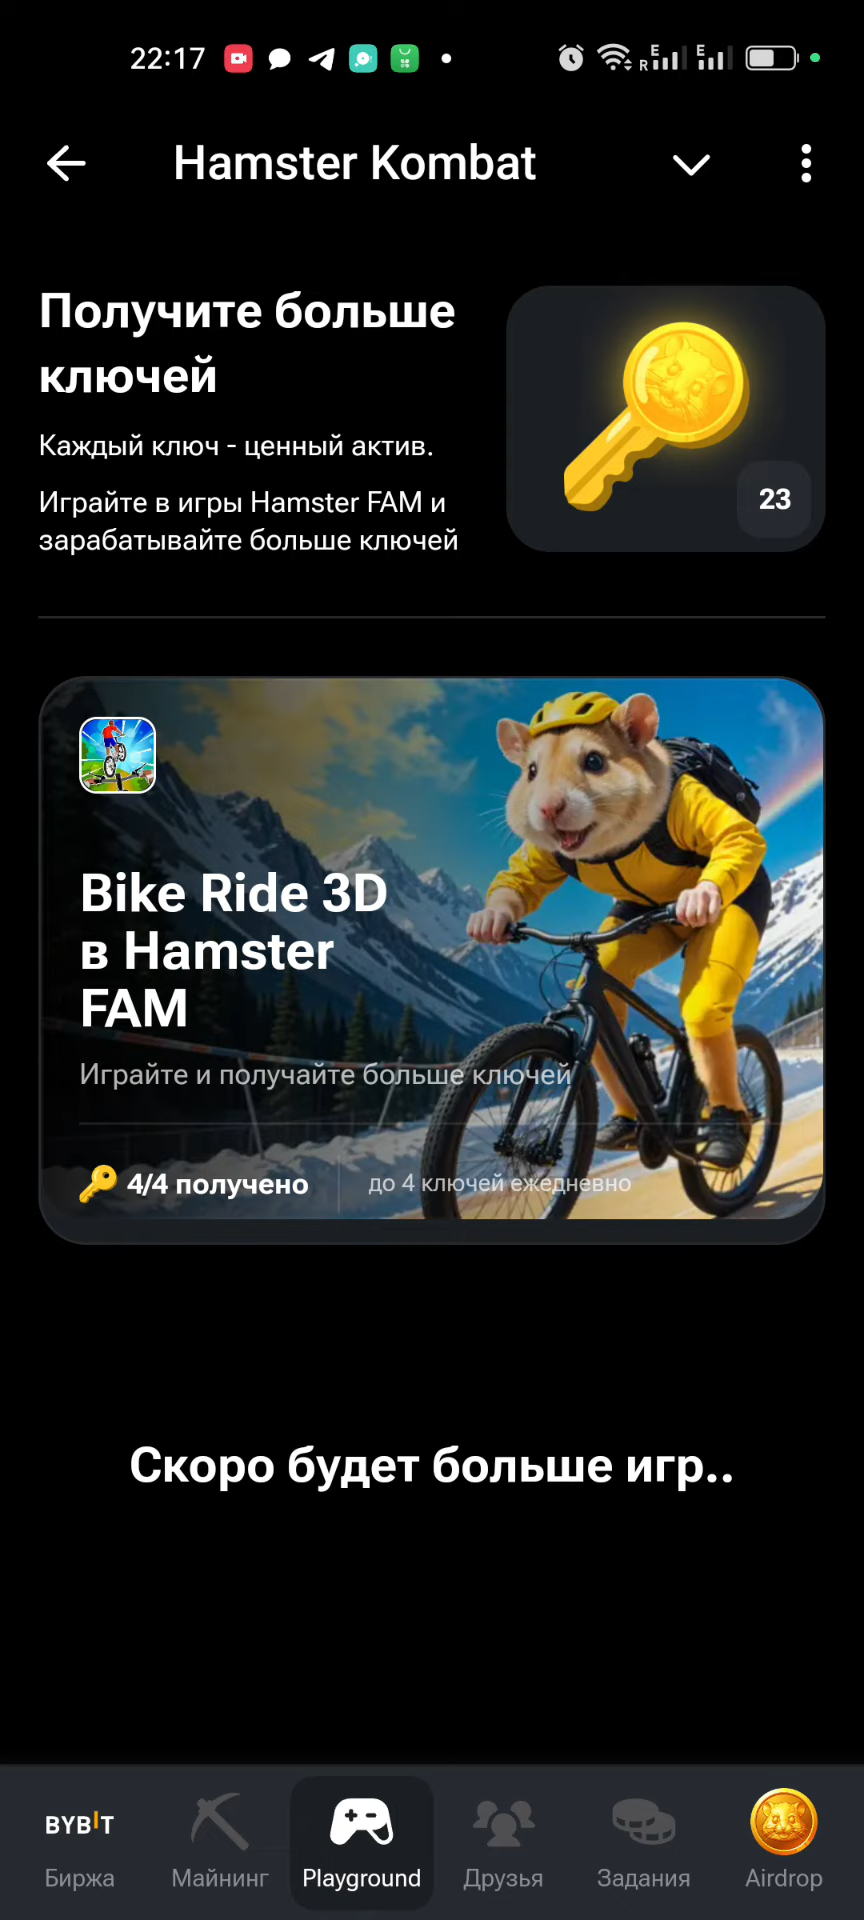 22:17
R E E
Hamster Kombat
Получите больше
ключей
Каждый ключ - ценный актив.
Играйте в игры Hamster FAM и
зарабатывайте больше ключей
23
Bike Ride 3D
в Hamster
FAM
Играйте и получайте больше ключей
4/4 получено
до 4 ключей ежедневно
Скоро будет больше игр..
BYBIT
Биржа
Майнинг
Playground
Друзья
Задания
Airdrop